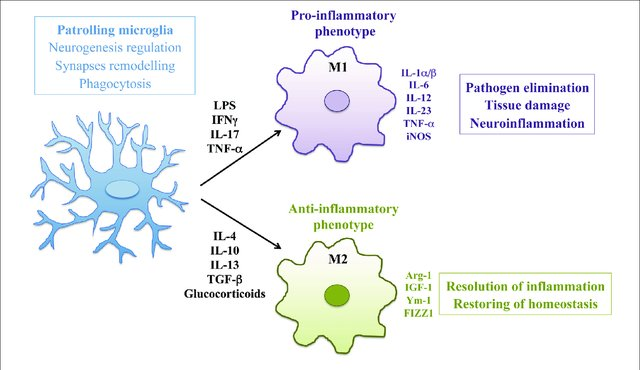 Patrolling microglia
Neurogenesis regulation
Synapses remodelling
Phagocytosis
LPS
IFNγ
IL-17
TNF-α
Pro-inflammatory
phenotype
M1
IL-1α/β
IL-6
IL-12
IL-23
TNF-α
iNOS
Pathogen elimination
Tissue damage
Neuroinflammation
IL-4
IL-10
IL-13
TGF-β
Glucocorticoids
Anti-inflammatory
phenotype
M2
Arg-1
IGF-1
Ym-1
FIZZ1
Resolution of inflammation
Restoring of homeostasis